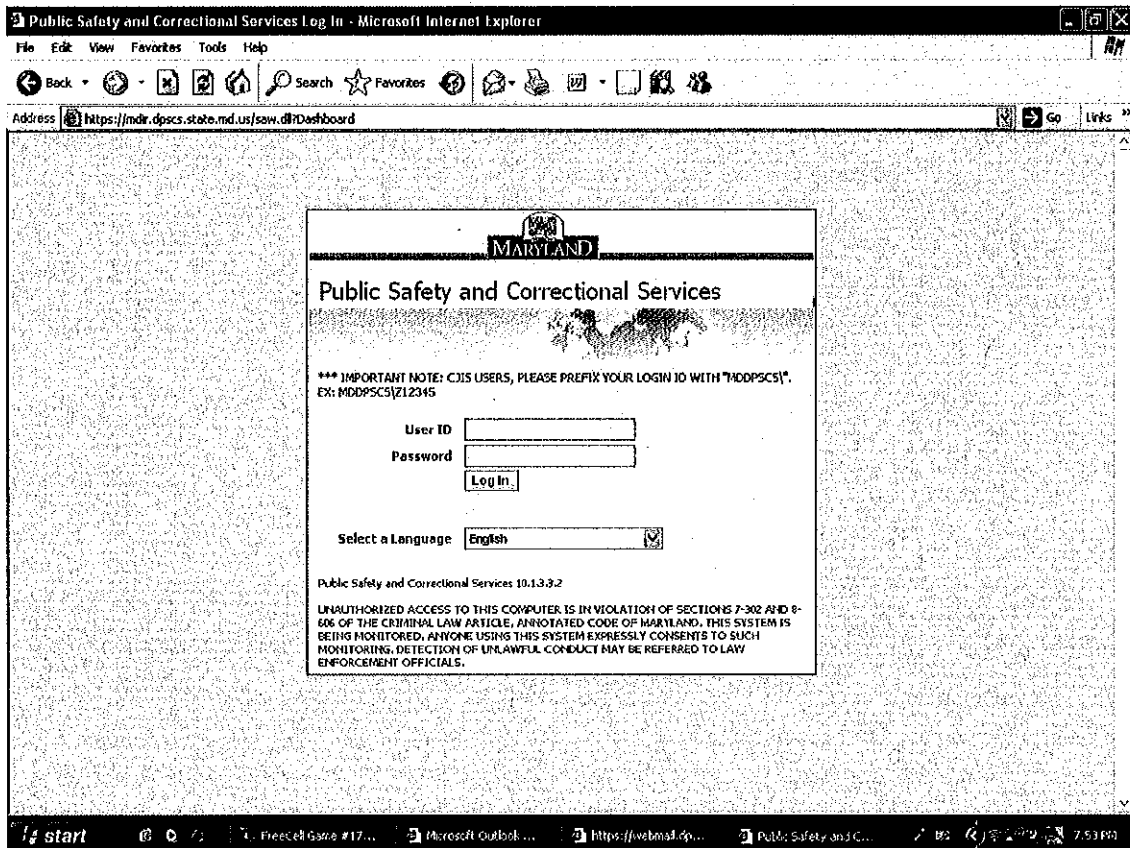 Public Safety and Correctional Services Log In - Microsoft Internet Explorer
File Edit View Favorites Tools Help
Back Search Favorites
Address https://mdir.dpscs.state.md.us/saw.dll?Dashboard Go Links »
MARYLAND
Public Safety and Correctional Services
*** IMPORTANT NOTE: CJIS USERS, PLEASE PREFIX YOUR LOGIN ID WITH "MDDPSCS\".
EX: MDDPSCS\Z12345
User ID
Password
Log In
Select a Language English
Public Safety and Correctional Services 10.1.3.3.2
UNAUTHORIZED ACCESS TO THIS COMPUTER IS IN VIOLATION OF SECTIONS 7-302 AND 8-
606 OF THE CRIMINAL LAW ARTICLE, ANNOTATED CODE OF MARYLAND. THIS SYSTEM IS
BEING MONITORED, ANYONE USING THIS SYSTEM EXPRESSLY CONSENTS TO SUCH
MONITORING. DETECTION OF UNLAWFUL CONDUCT MAY BE REFERRED TO LAW
ENFORCEMENT OFFICIALS.
start FreeCell Game #17... Microsoft Outlook ... https://webmail.dp... Public Safety and C... 7:53 PM